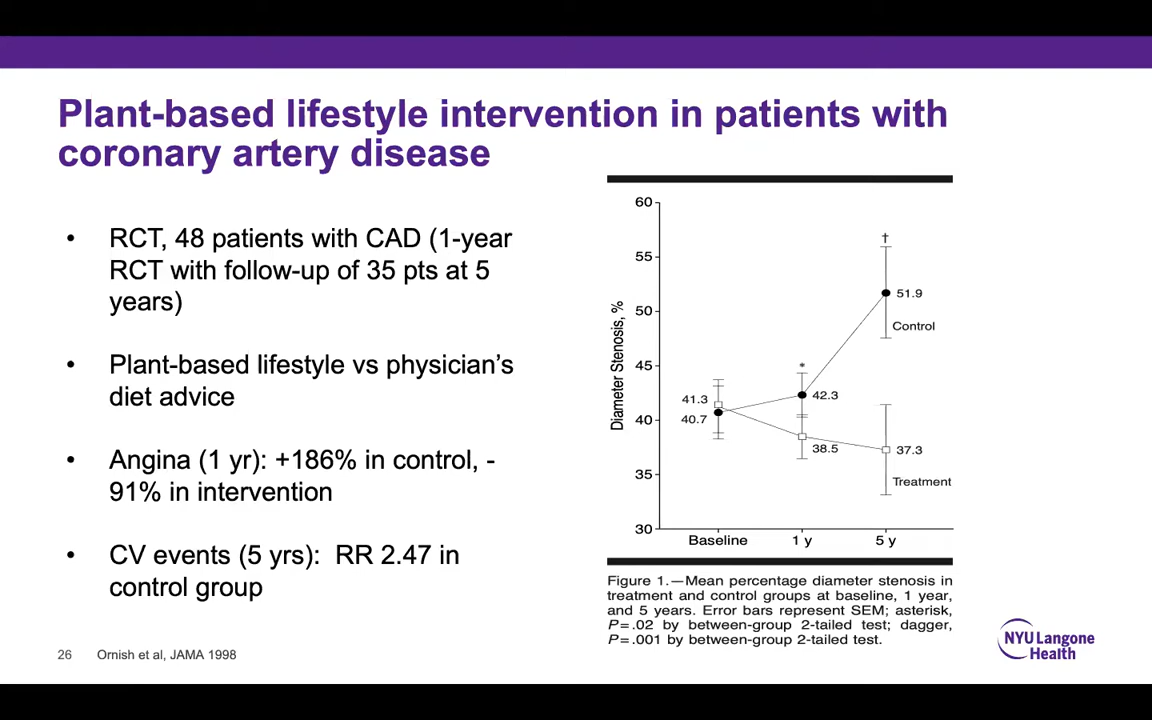 Plant-based lifestyle intervention in patients with
coronary artery disease
• RCT, 48 patients with CAD (1-year
RCT with follow-up of 35 pts at 5
years)
• Plant-based lifestyle vs physician’s
diet advice
• Angina (1 yr): +186% in control, -
91% in intervention
• CV events (5 yrs):  RR 2.47 in
control group
Diameter Stenosis, %
60
55
50
45
40
35
30
41.3
40.7
*
42.3
38.5
†
51.9
Control
37.3
Treatment
Baseline
1 y
5 y
Figure 1.—Mean percentage diameter stenosis in
treatment and control groups at baseline, 1 year,
and 5 years. Error bars represent SEM; asterisk,
P=.02 by between-group 2-tailed test; dagger,
P=.001 by between-group 2-tailed test.
26 Ornish et al, JAMA 1998
NYU Langone
Health